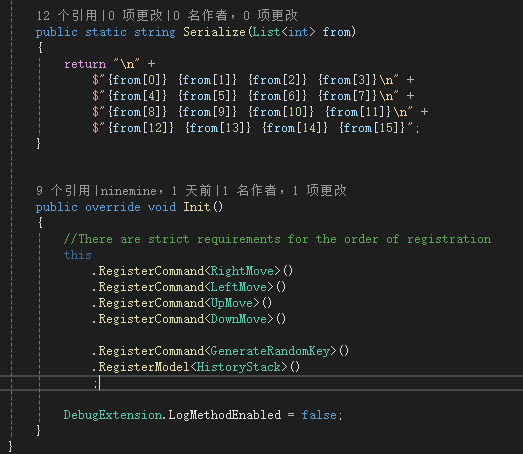 12 个引用|0 项更改|0 名作者, 0 项更改
public static string Serialize(List<int> from)
{
return "\n" +
$"{from[0]} {from[1]} {from[2]} {from[3]}\n" +
$"{from[4]} {from[5]} {from[6]} {from[7]}\n" +
$"{from[8]} {from[9]} {from[10]} {from[11]}\n" +
$"{from[12]} {from[13]} {from[14]} {from[15]}";
}
9 个引用|ninemine, 1 天前|1 名作者, 1 项更改
public override void Init()
{
//There are strict requirements for the order of registration
this
.RegisterCommand<RightMove>()
.RegisterCommand<LeftMove>()
.RegisterCommand<UpMove>()
.RegisterCommand<DownMove>()
.RegisterCommand<GenerateRandomKey>()
.RegisterModel<HistoryStack>()
;
DebugExtension.LogMethodEnabled = false;
}
}